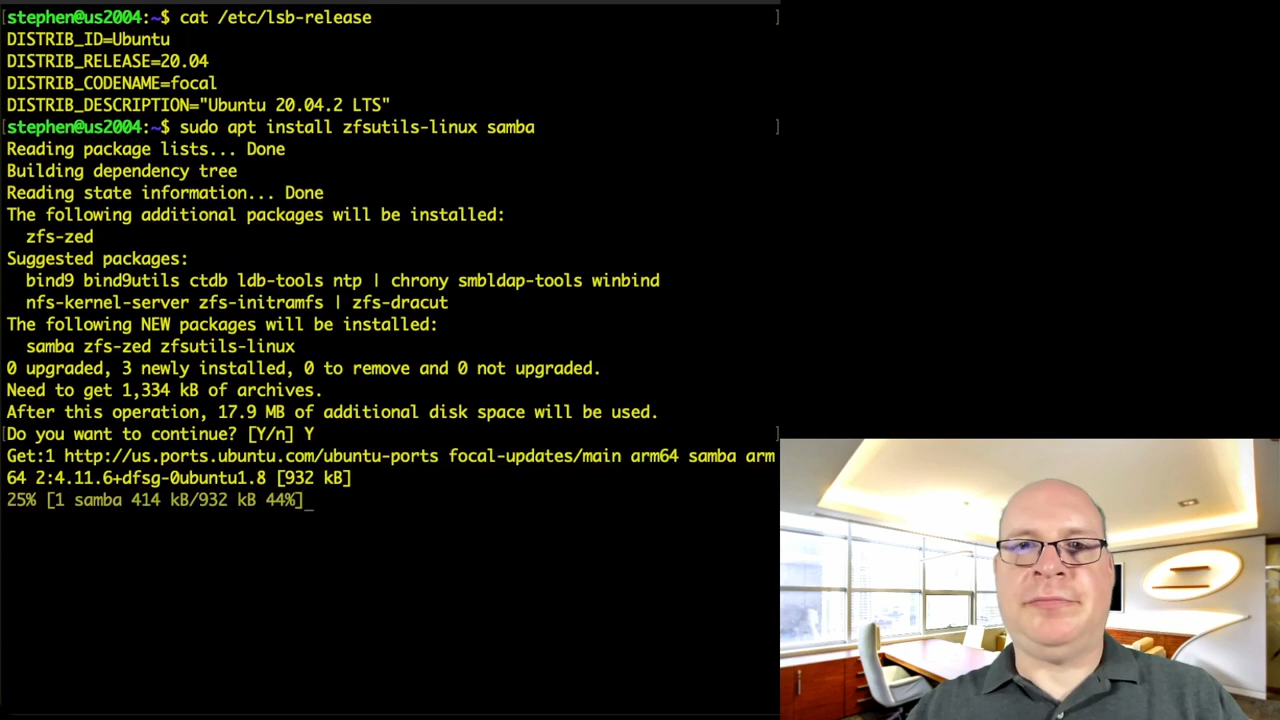 [stephen@us2004:~$ cat /etc/lsb-release ]
DISTRIB_ID=Ubuntu
DISTRIB_RELEASE=20.04
DISTRIB_CODENAME=focal
DISTRIB_DESCRIPTION="Ubuntu 20.04.2 LTS"
[stephen@us2004:~$ sudo apt install zfsutils-linux samba ]
Reading package lists... Done
Building dependency tree
Reading state information... Done
The following additional packages will be installed:
  zfs-zed
Suggested packages:
  bind9 bind9utils ctdb ldb-tools ntp | chrony smbldap-tools winbind
  nfs-kernel-server zfs-initramfs | zfs-dracut
The following NEW packages will be installed:
  samba zfs-zed zfsutils-linux
0 upgraded, 3 newly installed, 0 to remove and 0 not upgraded.
Need to get 1,334 kB of archives.
After this operation, 17.9 MB of additional disk space will be used.
[Do you want to continue? [Y/n] Y ]
Get:1 http://us.ports.ubuntu.com/ubuntu-ports focal-updates/main arm64 samba arm
64 2:4.11.6+dfsg-0ubuntu1.8 [932 kB]
25% [1 samba 414 kB/932 kB 44%]_